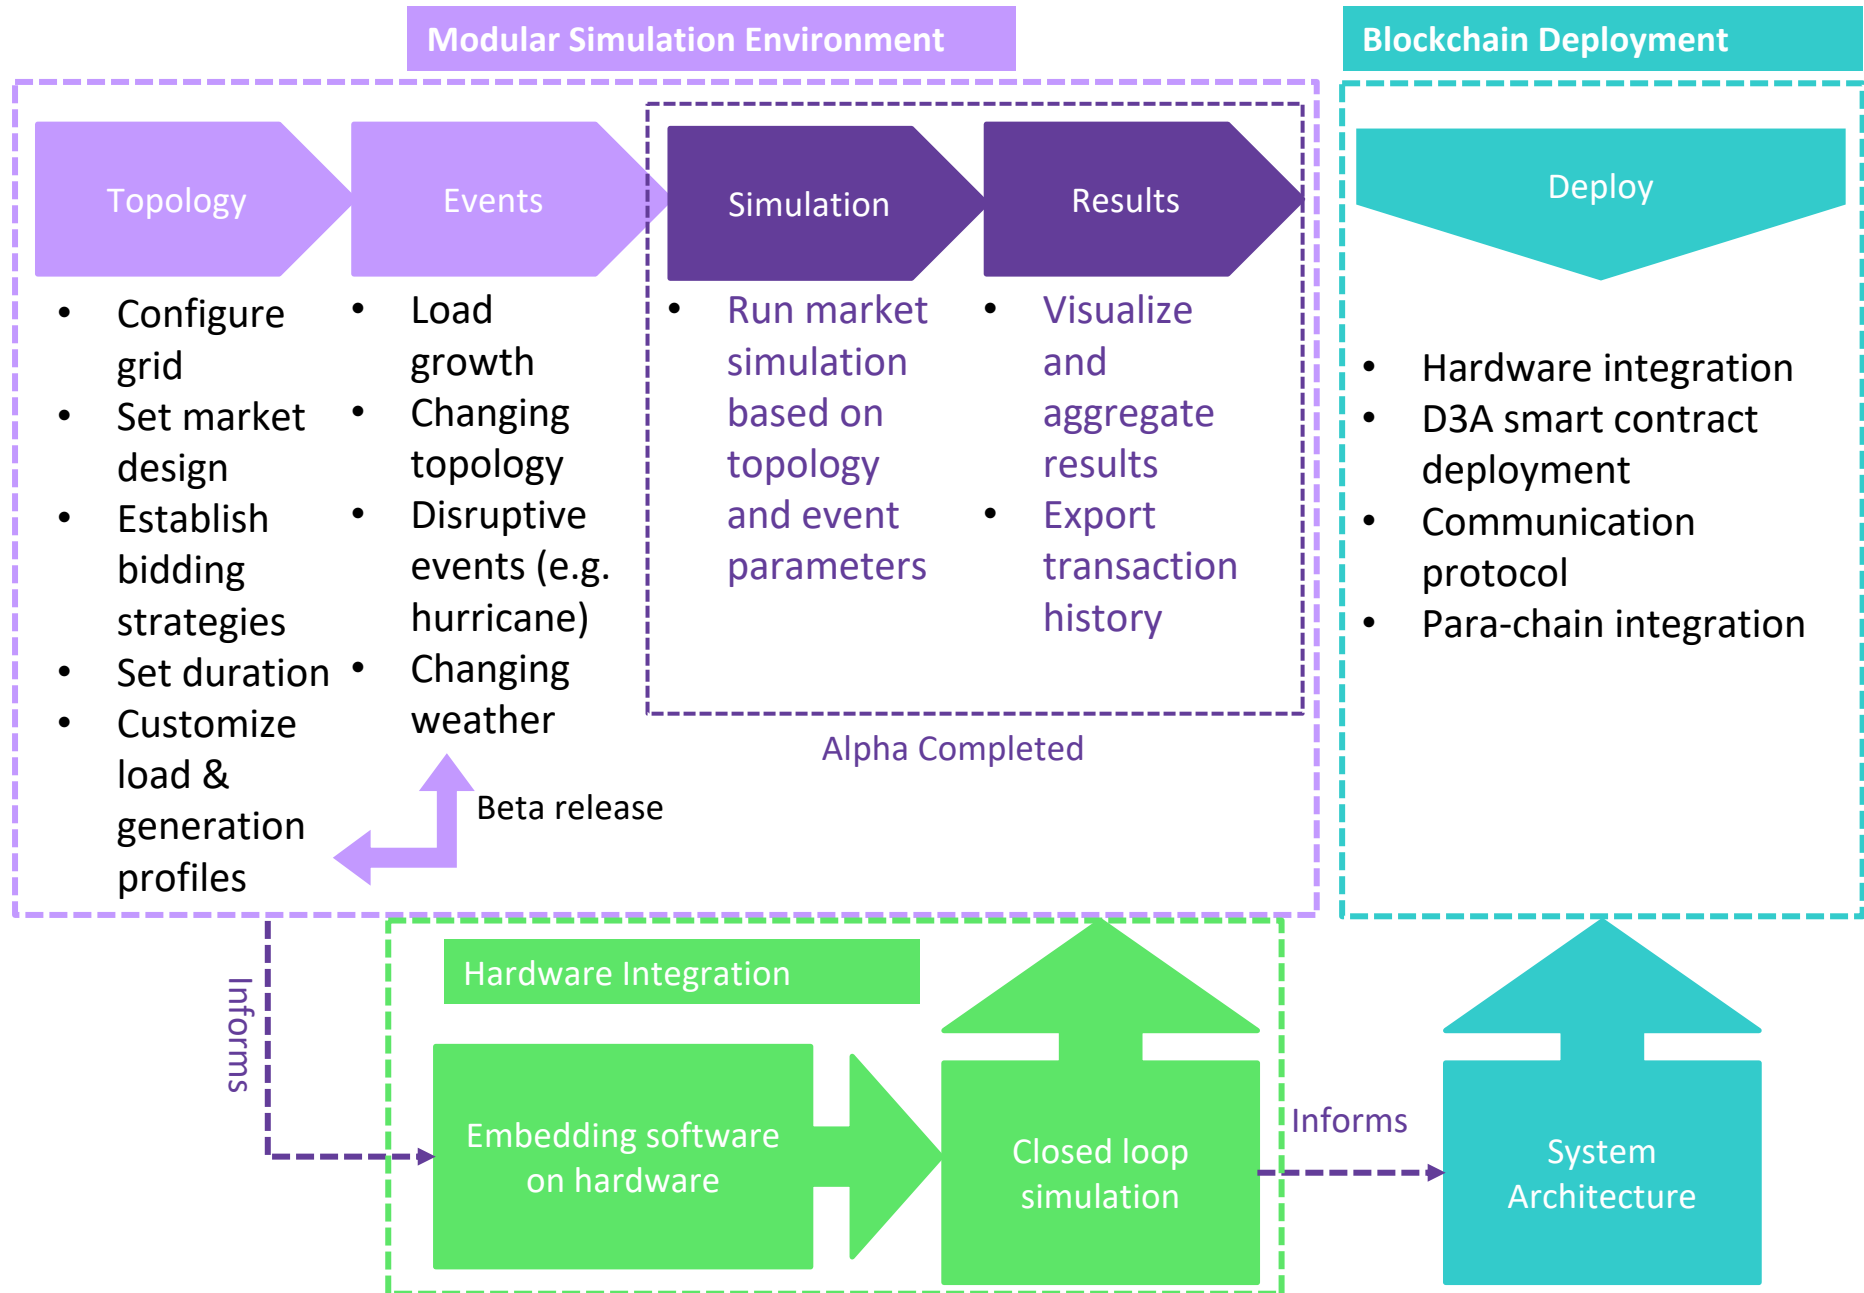 Modular Simulation Environment
Blockchain Deployment
Topology
Events
Simulation
Results
Deploy
• Configure
grid
• Set market
design
• Establish
bidding
strategies
• Set duration
• Customize
load &
generation
profiles
• Load
growth
• Changing
topology
• Disruptive
events (e.g.
hurricane)
• Changing
weather
• Run market
simulation
based on
topology
and event
parameters
• Visualize
and
aggregate
results
• Export
transaction
history
• Hardware integration
• D3A smart contract
deployment
• Communication
protocol
• Para-chain integration
Alpha Completed
Beta release
Informs
Hardware Integration
Embedding software
on hardware
Closed loop
simulation
Informs
System
Architecture